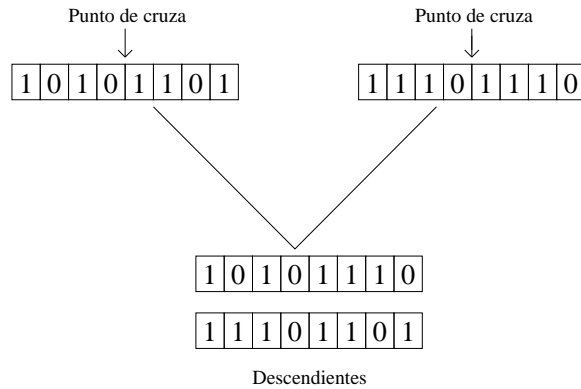 Punto de cruza Punto de cruza
1 0 1 0 1 1 0 1 1 1 1 0 1 1 1 0
1 0 1 0 1 1 1 0
1 1 1 0 1 1 0 1
Descendientes